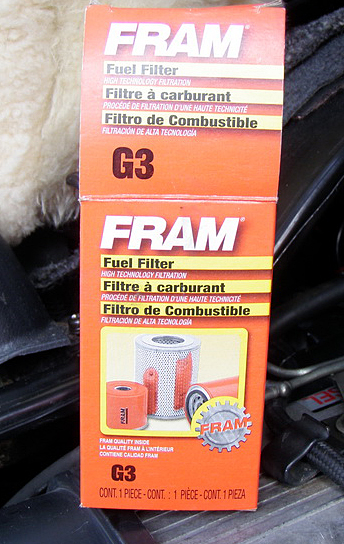 FRAM®
Fuel Filter
HIGH TECHNOLOGY FILTRATION
Filtre à carburant
PROCÉDÉ DE FILTRATION D'UNE HAUTE TECHNICITÉ
Filtro de Combustible
FILTRACIÓN DE ALTA TECNOLOGÍA
G3
FRAM®
Fuel Filter
HIGH TECHNOLOGY FILTRATION
Filtre à carburant
PROCÉDÉ DE FILTRATION D'UNE HAUTE TECHNICITÉ
Filtro de Combustible
FILTRACIÓN DE ALTA TECNOLOGÍA
FRAM
FRAM
FRAM QUALITY INSIDE
LA QUALITÉ FRAM À L'INTÉRIEUR
CONTIENE CALIDAD FRAM
G3
CONT. 1 PIECE - CONT. : 1 PIÈCE - CONT. 1 PIEZA